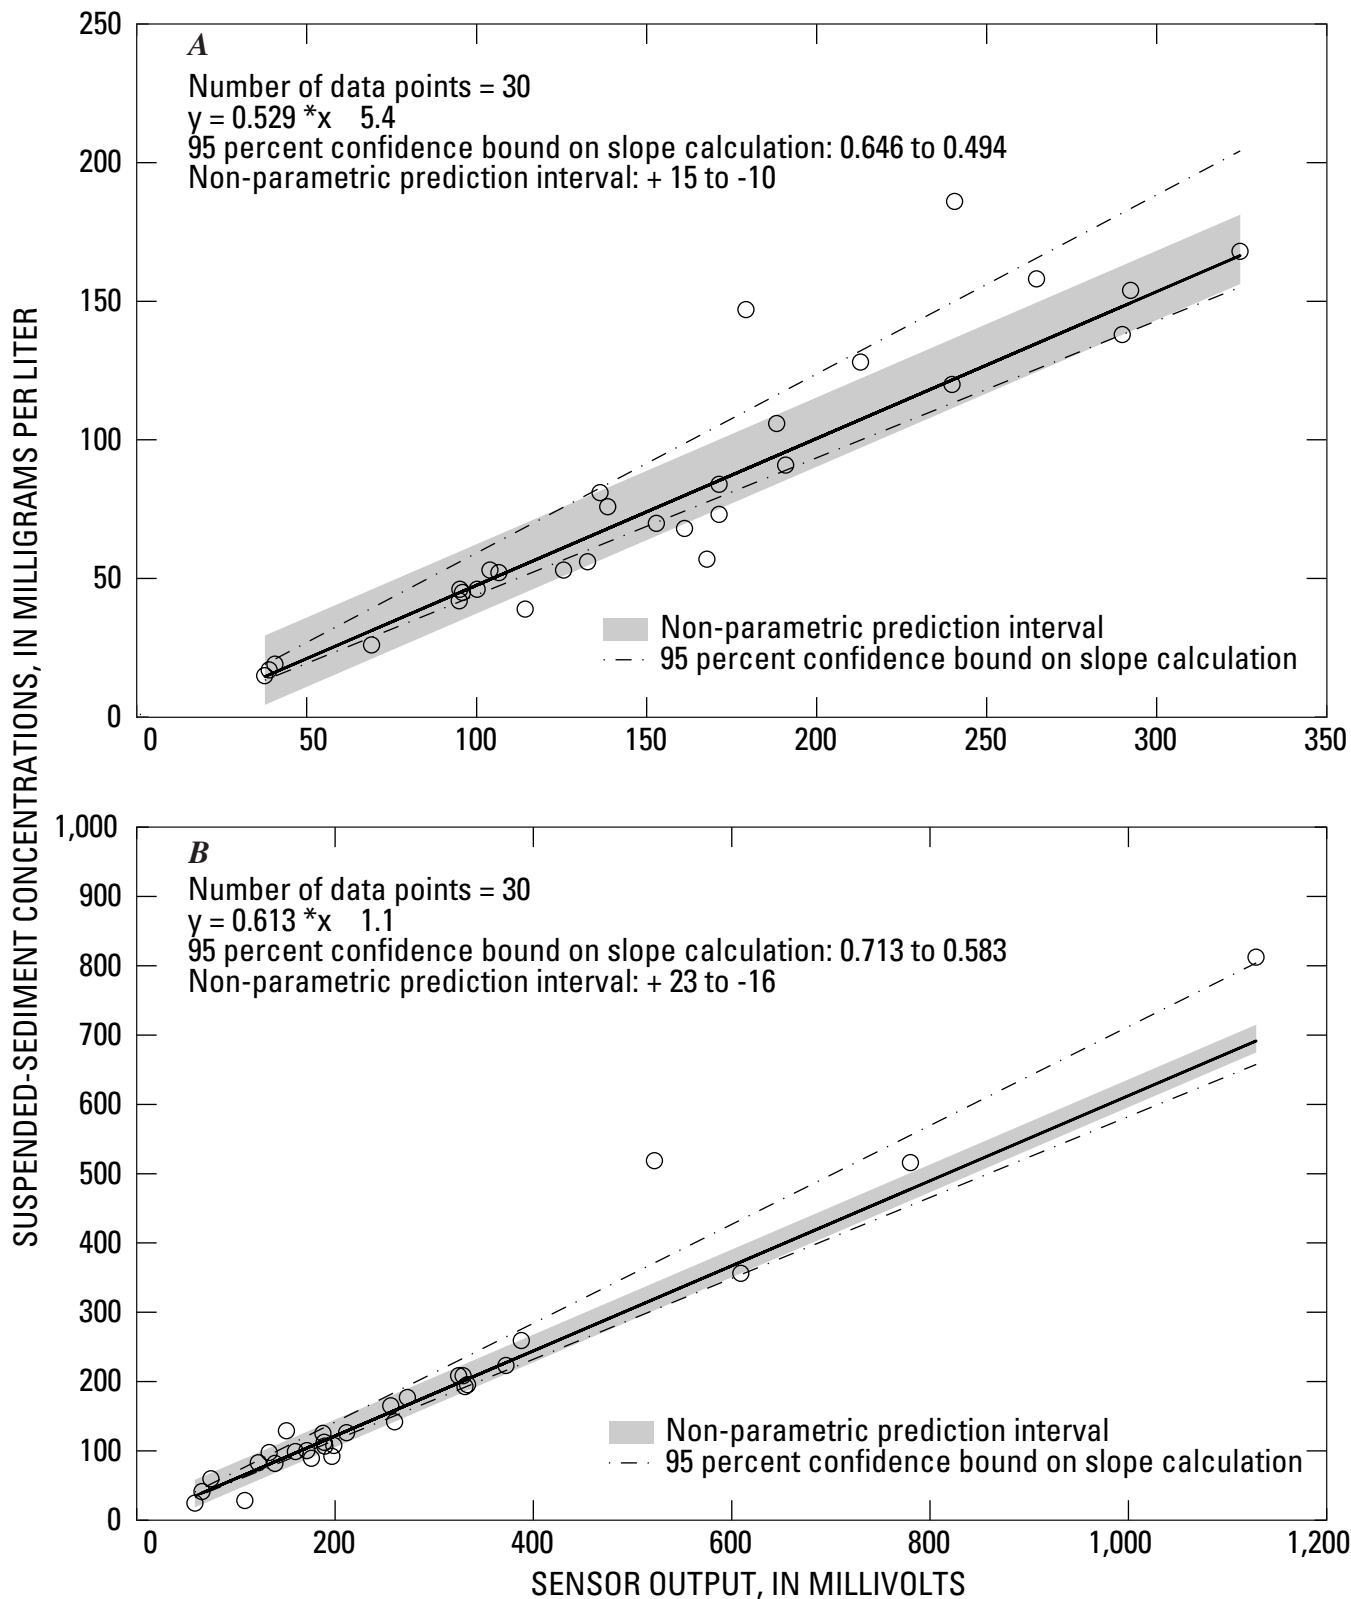 SUSPENDED-SEDIMENT CONCENTRATIONS, IN MILLIGRAMS PER LITER
250
200
150
100
50
0
A
Number of data points = 30
y = 0.529 *x 5.4
95 percent confidence bound on slope calculation: 0.646 to 0.494
Non-parametric prediction interval: + 15 to -10
Non-parametric prediction interval
95 percent confidence bound on slope calculation
0 50 100 150 200 250 300 350
1,000
900
800
700
600
500
400
300
200
100
0
B
Number of data points = 30
y = 0.613 *x 1.1
95 percent confidence bound on slope calculation: 0.713 to 0.583
Non-parametric prediction interval: + 23 to -16
Non-parametric prediction interval
95 percent confidence bound on slope calculation
0 200 400 600 800 1,000 1,200
SENSOR OUTPUT, IN MILLIVOLTS